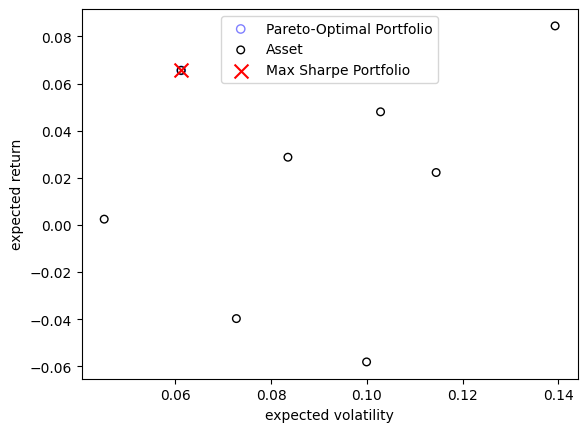 Pareto-Optimal Portfolio
Asset
Max Sharpe Portfolio
0.08
0.06
0.04
0.02
0.00
−0.02
−0.04
−0.06
expected return
0.06 0.08 0.10 0.12 0.14
expected volatility